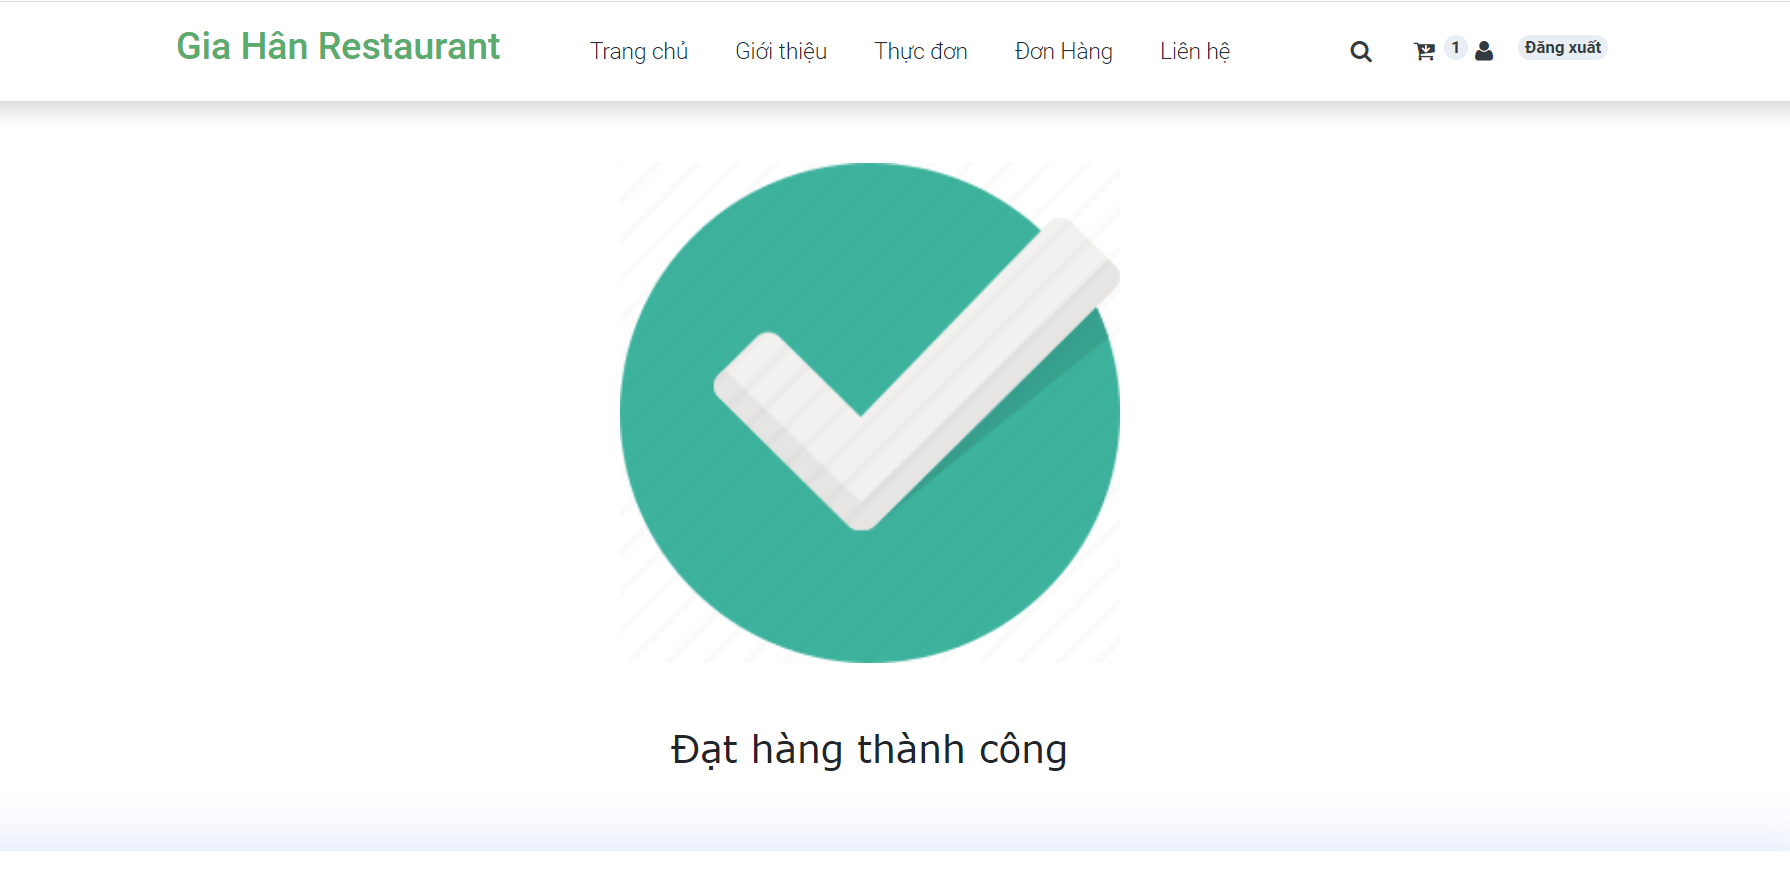 Gia Hân Restaurant
Trang chủ Giới thiệu Thực đơn Đơn Hàng Liên hệ 1 Đăng xuất
Đạt hàng thành công